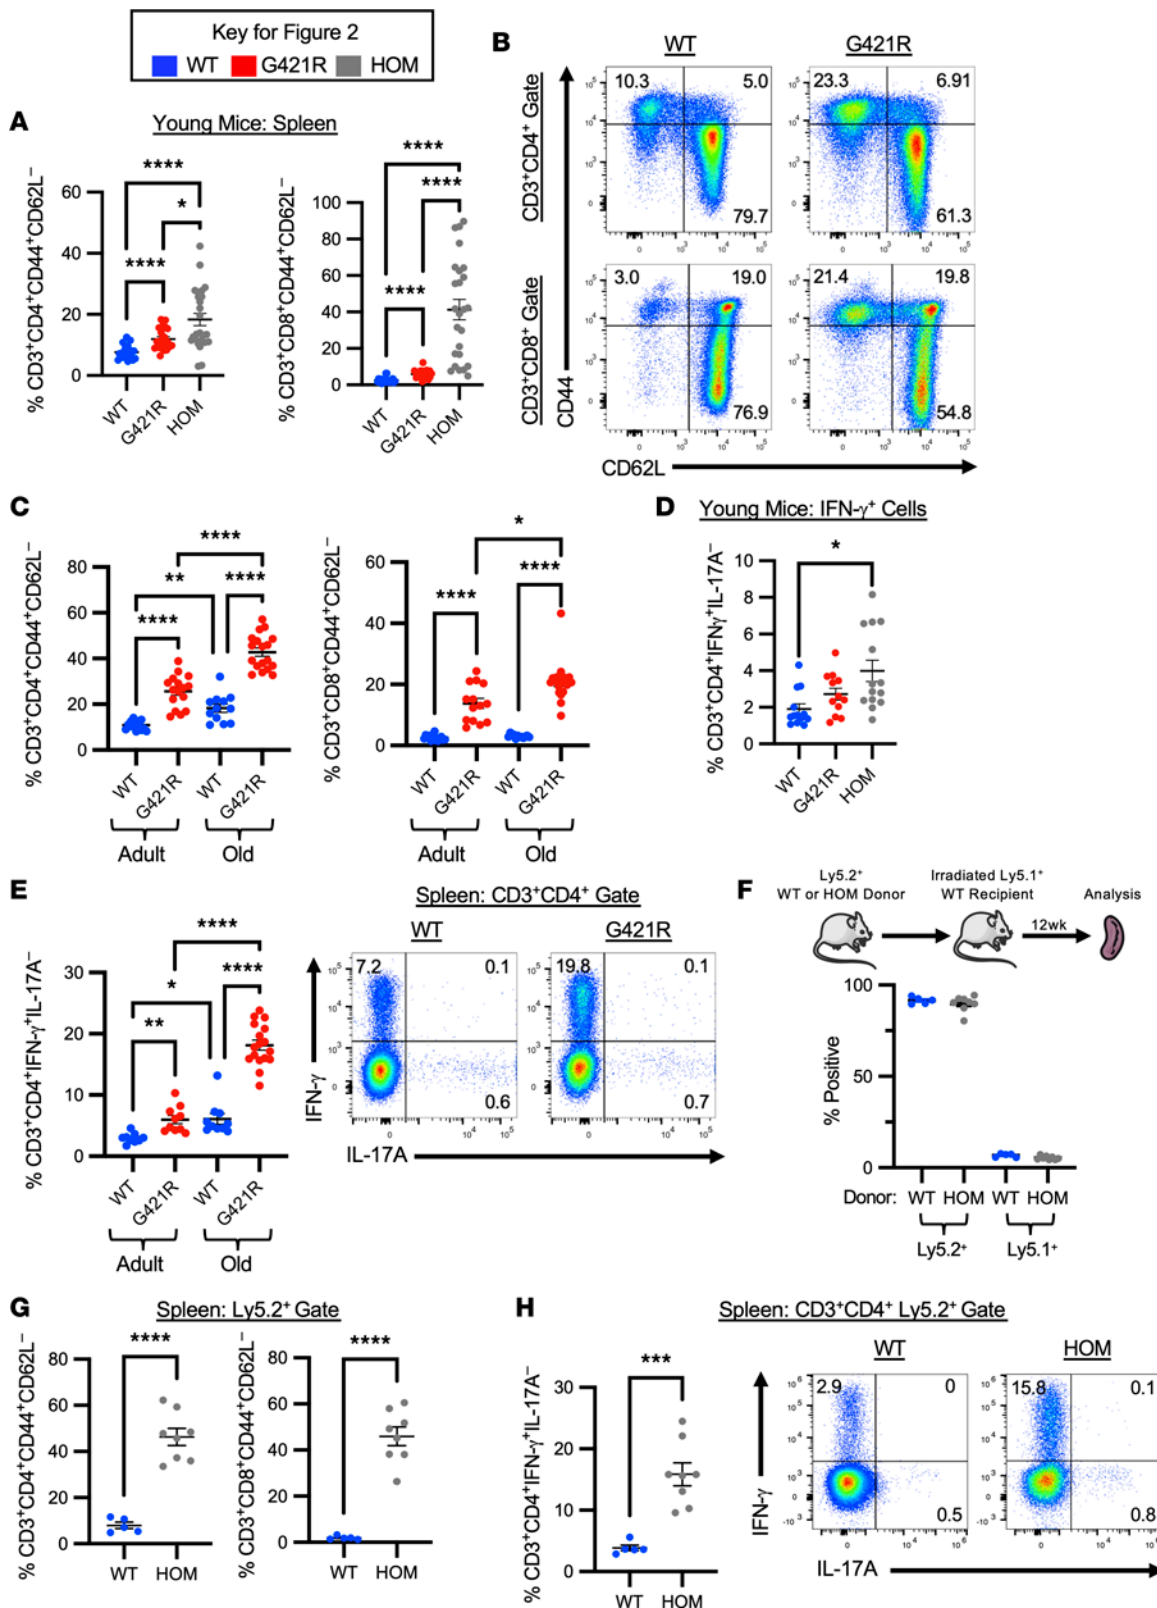 Key for Figure 2
WT G421R HOM
A
Young Mice: Spleen
% CD3⁺CD4⁺CD44⁺CD62L⁻
60
40
20
0
****
*
****
WT
G421R
HOM
% CD3⁺CD8⁺CD44⁺CD62L⁻
100
80
60
40
20
0
****
****
****
WT
G421R
HOM
B
WT
G421R
CD3⁺CD4⁺ Gate
10.3
5.0
79.7
23.3
6.91
61.3
CD3⁺CD8⁺ Gate
3.0
19.0
76.9
21.4
19.8
54.8
CD44
CD62L
C
% CD3⁺CD4⁺CD44⁺CD62L⁻
80
60
40
20
0
****
**
****
****
WT
G421R
WT
G421R
Adult
Old
% CD3⁺CD8⁺CD44⁺CD62L⁻
60
40
20
0
*
****
****
WT
G421R
WT
G421R
Adult
Old
D
Young Mice: IFN-γ⁺ Cells
% CD3⁺CD4⁺IFNγ⁺IL-17A⁻
10
8
6
4
2
0
*
WT
G421R
HOM
E
% CD3⁺CD4⁺IFN-γ⁺IL-17A⁻
30
20
10
0
****
*
****
**
WT
G421R
WT
G421R
Adult
Old
Spleen: CD3⁺CD4⁺ Gate
WT
G421R
7.2
0.1
0.6
19.8
0.1
0.7
IFN-γ
IL-17A
F
Ly5.2⁺
WT or HOM Donor
Irradiated Ly5.1⁺
WT Recipient
12wk
Analysis
% Positive
100
50
0
Donor: WT HOM WT HOM
Ly5.2⁺
Ly5.1⁺
G
Spleen: Ly5.2⁺ Gate
% CD3⁺CD4⁺CD44⁺CD62L⁻
80
60
40
20
0
****
WT
HOM
% CD3⁺CD8⁺CD44⁺CD62L⁻
80
60
40
20
0
****
WT
HOM
H
% CD3⁺CD4⁺IFN-γ⁺IL-17A⁻
30
20
10
0
***
WT
HOM
Spleen: CD3⁺CD4⁺ Ly5.2⁺ Gate
WT
HOM
2.9
0
0.5
15.8
0.1
0.8
IFN-γ
IL-17A